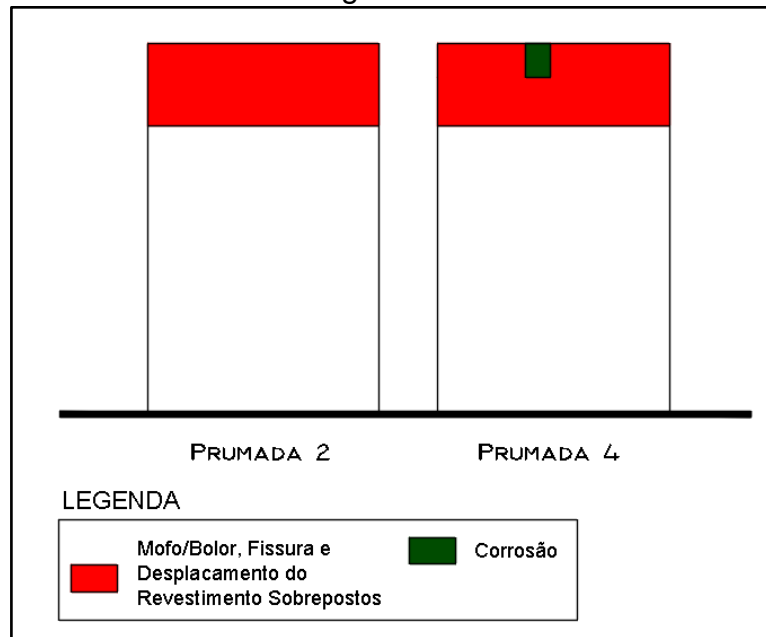 PRUMADA 2
PRUMADA 4
LEGENDA
Mofo/Bolor, Fissura e
Desplacamento do
Revestimento Sobrepostos
Corrosão